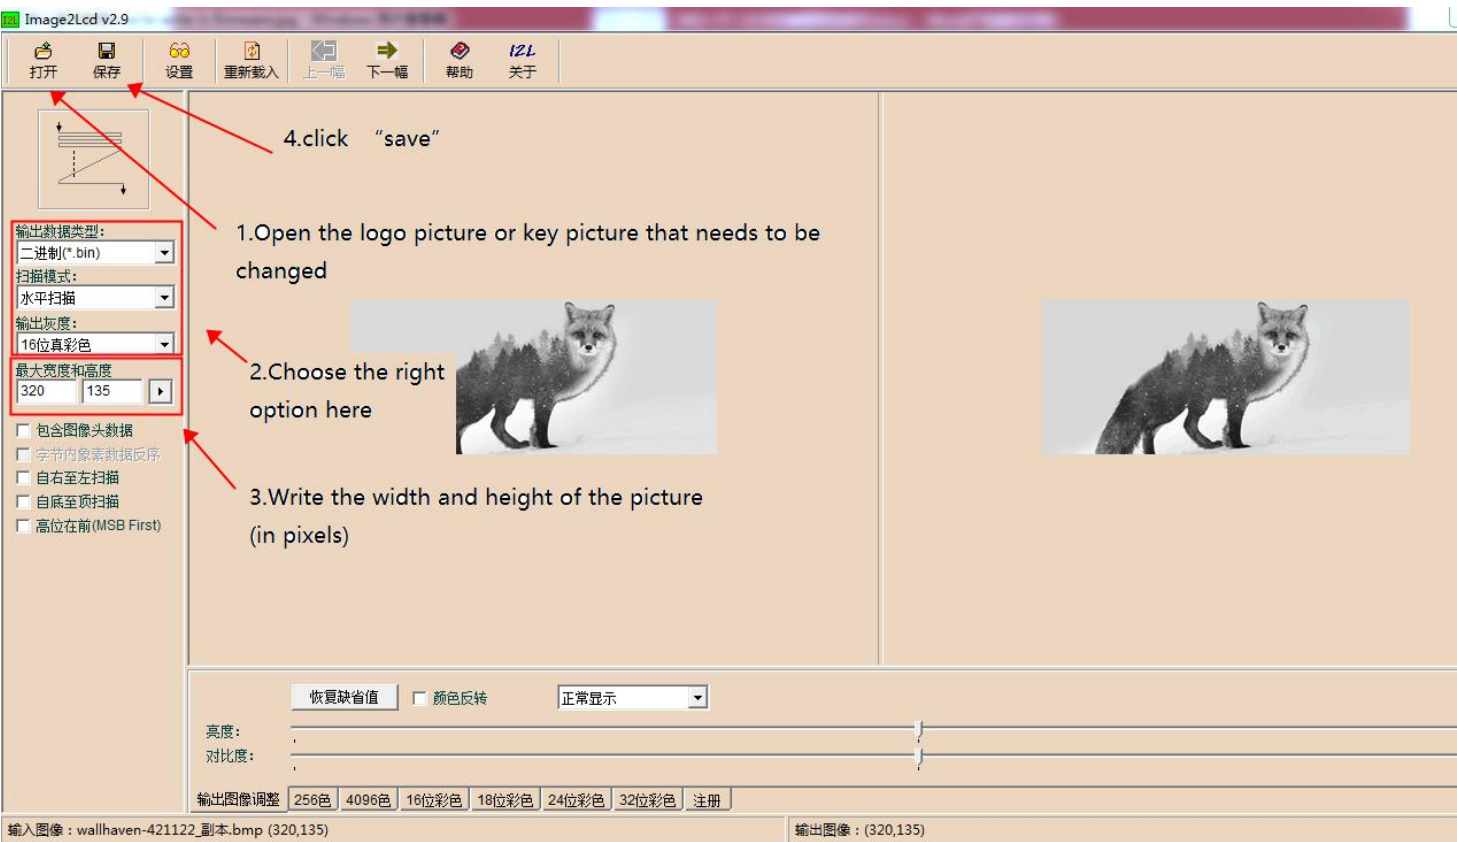 Image2Lcd v2.9
打开 保存 设置 重新载入 上一幅 下一幅 帮助 I2L 关于
4.click “save”
1.Open the logo picture or key picture that needs to be
changed
输出数据类型:
二进制(*.bin)
扫描模式:
水平扫描
输出灰度:
16位真彩色
最大宽度和高度
320 135
2.Choose the right
option here
包含图像头数据
字节内象素数据反序
自右至左扫描
自底至顶扫描
高位在前(MSB First)
3.Write the width and height of the picture
(in pixels)
恢复缺省值 颜色反转 正常显示
亮度:
对比度:
输出图像调整 256色 4096色 16位彩色 18位彩色 24位彩色 32位彩色 注册
输入图像：wallhaven-421122_副本.bmp (320,135) 输出图像：(320,135)